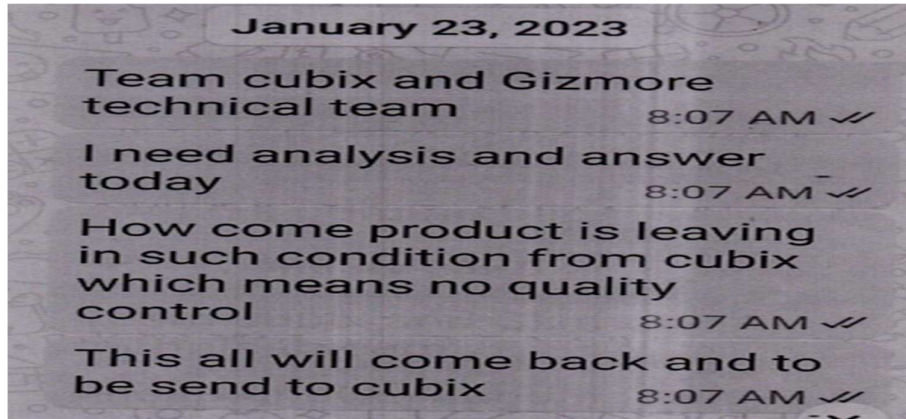 January 23, 2023
Team cubix and Gizmore
technical team
8:07 AM
I need analysis and answer
today
8:07 AM
How come product is leaving
in such condition from cubix
which means no quality
control
8:07 AM
This all will come back and to
be send to cubix
8:07 AM